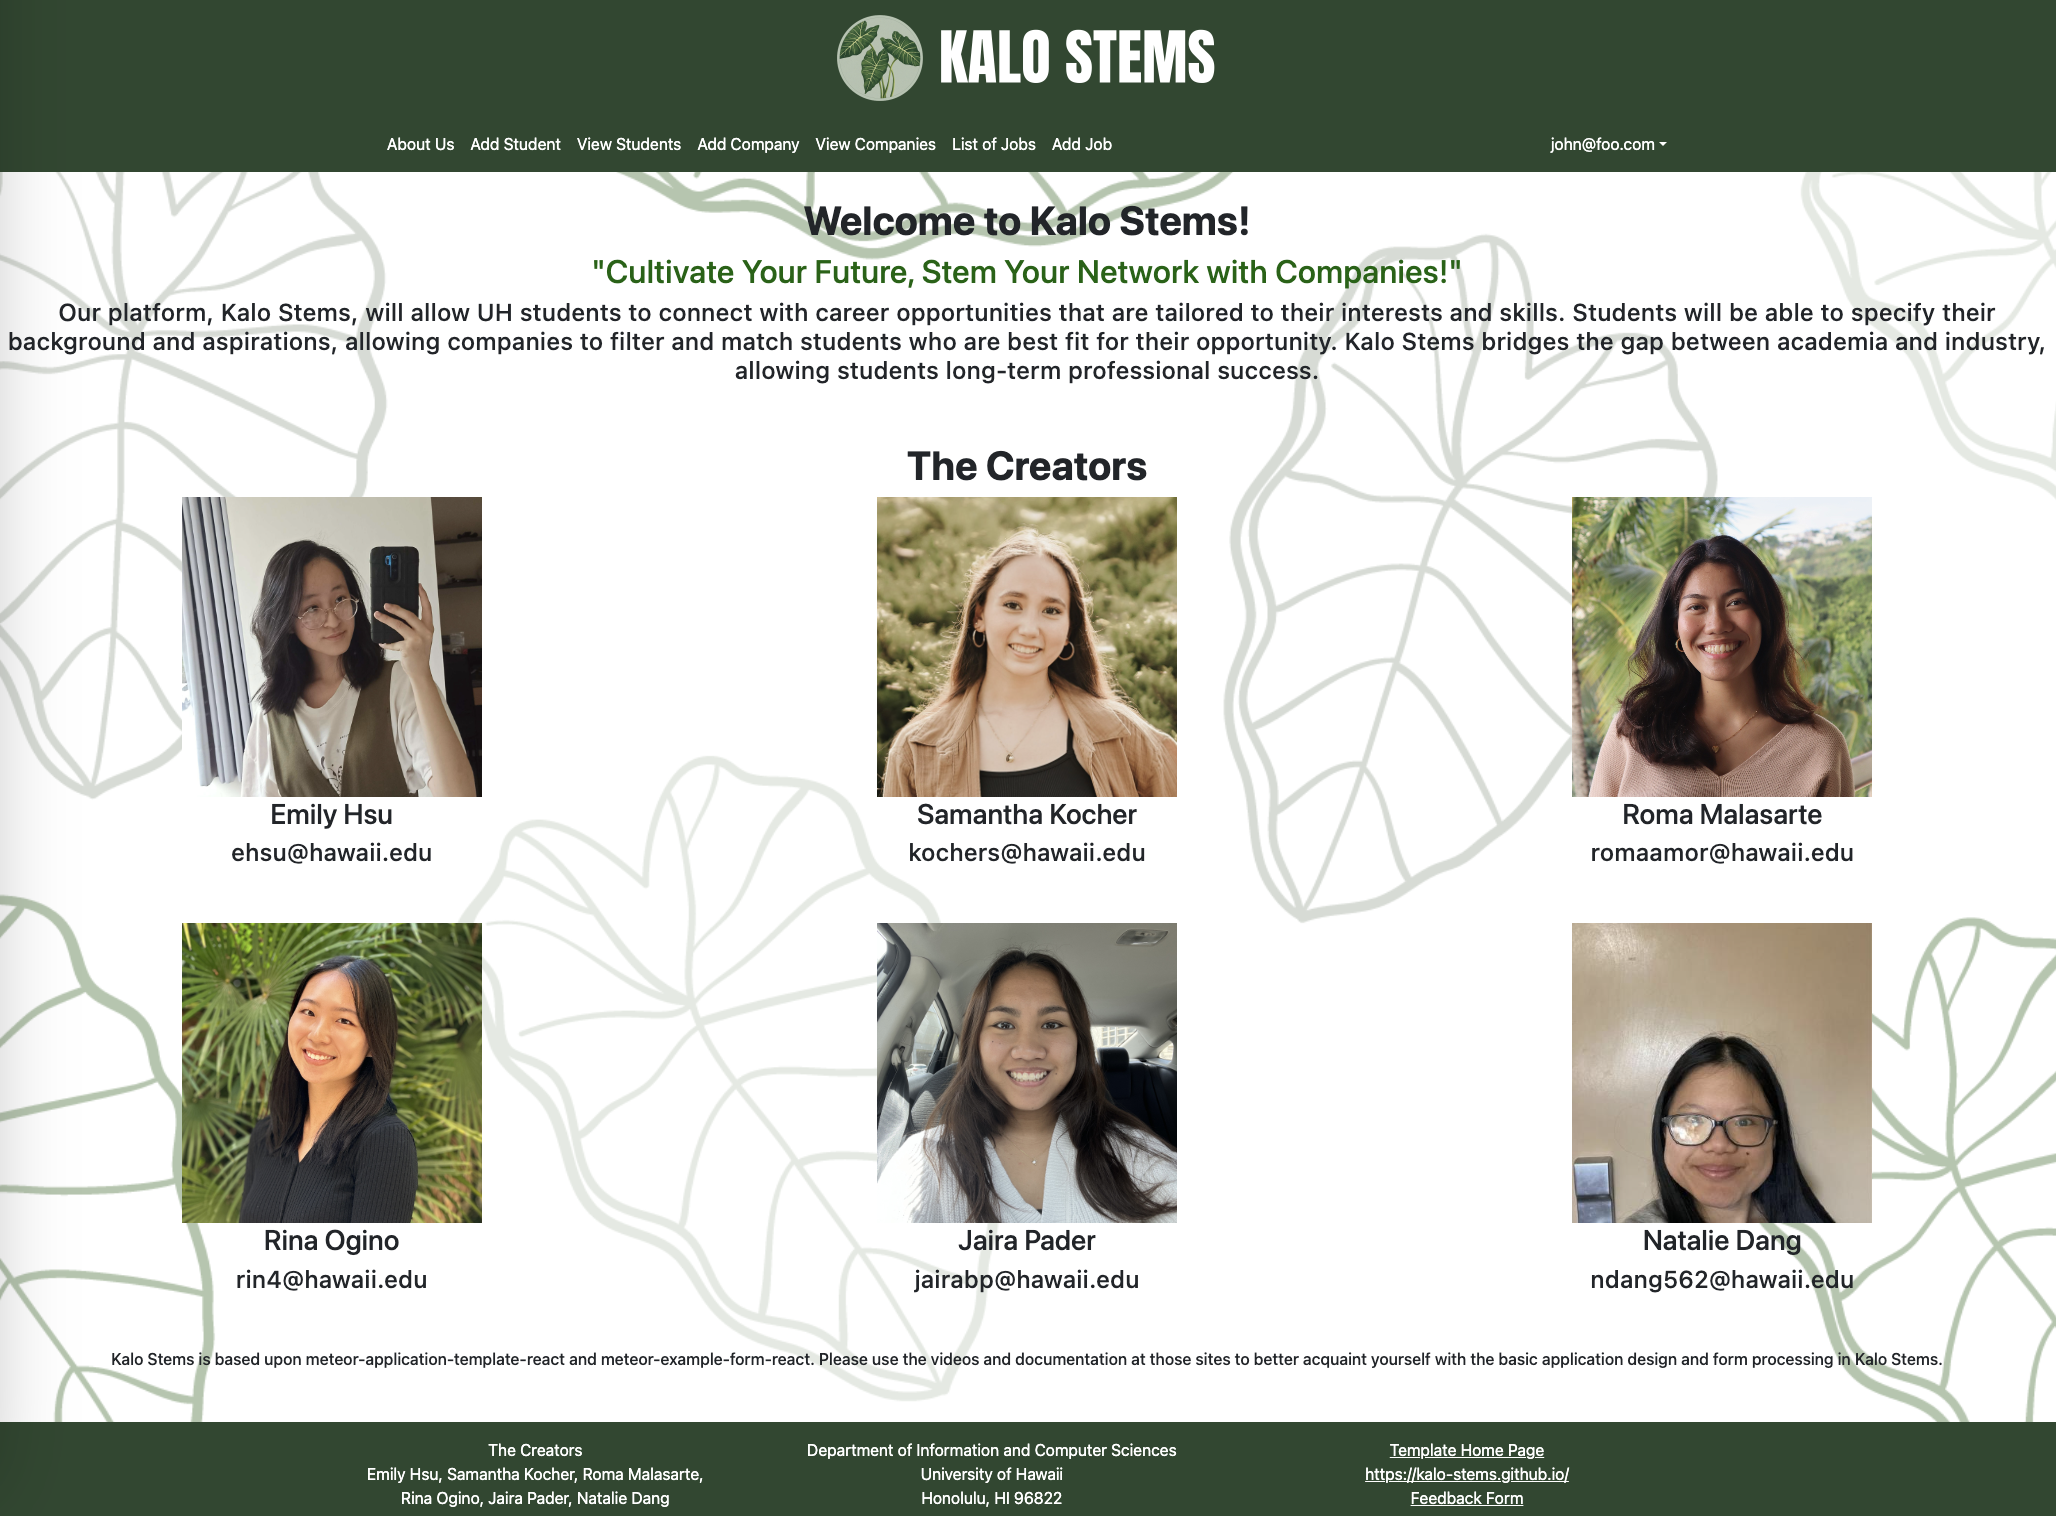 KALO STEMS
About Us Add Student View Students Add Company View Companies List of Jobs Add Job john@foo.com
Welcome to Kalo Stems!
"Cultivate Your Future, Stem Your Network with Companies!"
Our platform, Kalo Stems, will allow UH students to connect with career opportunities that are tailored to their interests and skills. Students will be able to specify their
background and aspirations, allowing companies to filter and match students who are best fit for their opportunity. Kalo Stems bridges the gap between academia and industry,
allowing students long-term professional success.
The Creators
Emily Hsu
ehsu@hawaii.edu
Samantha Kocher
kochers@hawaii.edu
Roma Malasarte
romaamor@hawaii.edu
Rina Ogino
rin4@hawaii.edu
Jaira Pader
jairabp@hawaii.edu
Natalie Dang
ndang562@hawaii.edu
Kalo Stems is based upon meteor-application-template-react and meteor-example-form-react. Please use the videos and documentation at those sites to better acquaint yourself with the basic application design and form processing in Kalo Stems.
The Creators
Emily Hsu, Samantha Kocher, Roma Malasarte,
Rina Ogino, Jaira Pader, Natalie Dang
Department of Information and Computer Sciences
University of Hawaii
Honolulu, HI 96822
Template Home Page
https://kalo-stems.github.io/
Feedback Form